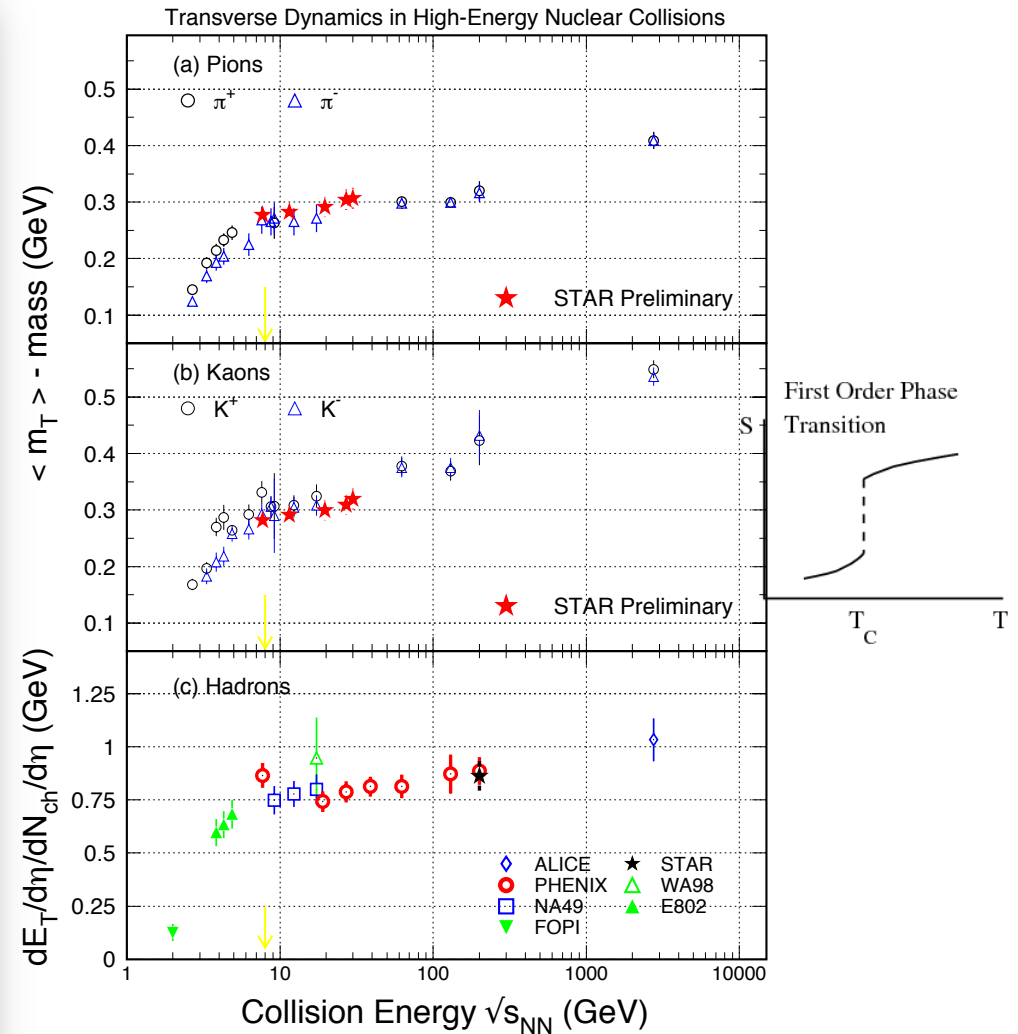 Transverse Dynamics in High-Energy Nuclear Collisions
(a) Pions
π+ π-
0.5
0.4
0.3
0.2
0.1
STAR Preliminary
< mT > - mass (GeV)
(b) Kaons
K+ K-
0.5
0.4
0.3
0.2
0.1
STAR Preliminary
First Order Phase
S Transition
TC T
(c) Hadrons
1.25
1
0.75
0.5
0.25
0
dET/dη/dNch/dη (GeV)
ALICE STAR
PHENIX WA98
NA49 E802
FOPI
1 10 100 1000 10000
Collision Energy √sNN (GeV)